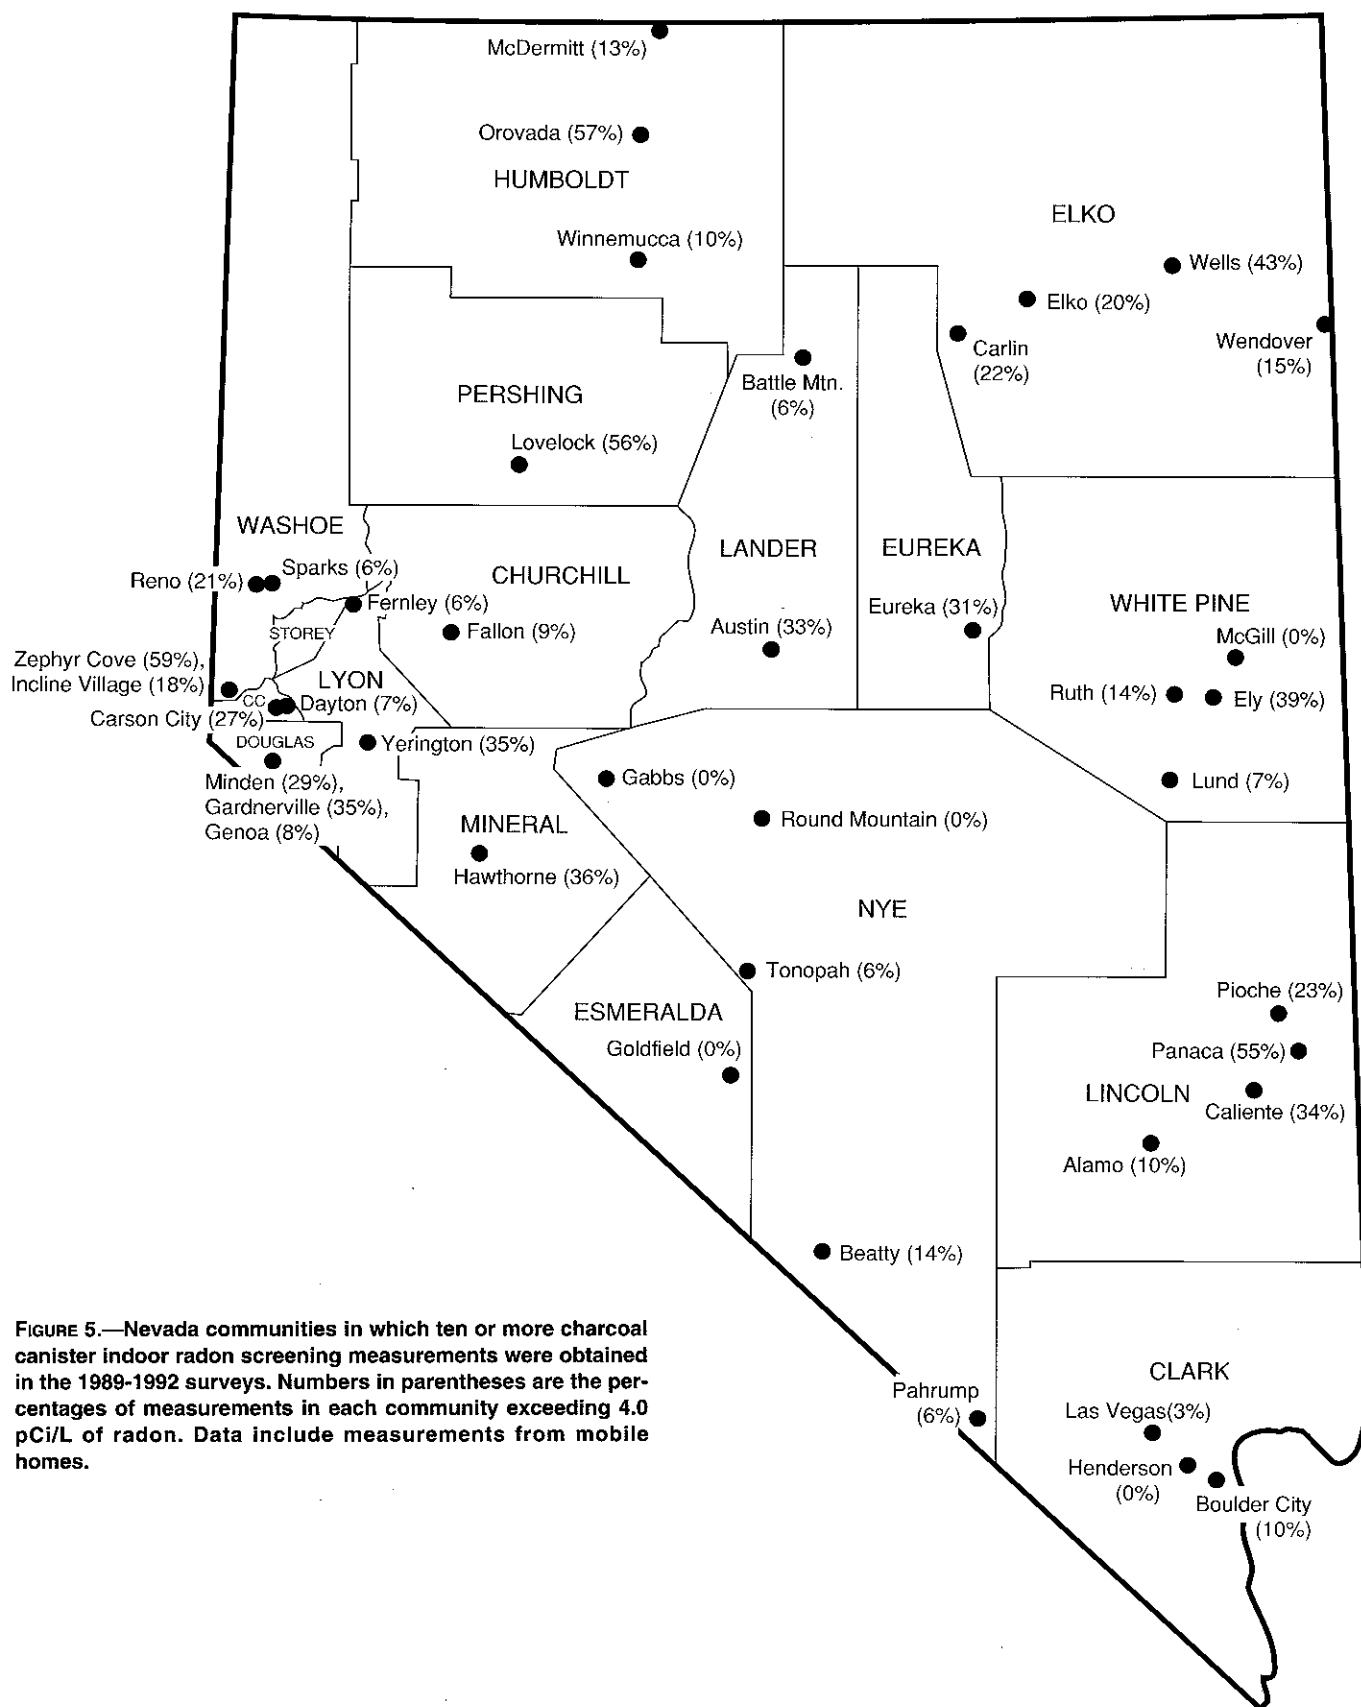 McDermitt (13%)
Orovada (57%)
HUMBOLDT
Winnemucca (10%)
ELKO
Wells (43%)
Elko (20%)
Carlin
(22%)
Wendover
(15%)
Battle Mtn.
(6%)
PERSHING
Lovelock (56%)
WASHOE
Sparks (6%)
Reno (21%)
Fernley (6%)
STOREY
CHURCHILL
Fallon (9%)
LANDER
Austin (33%)
EUREKA
Eureka (31%)
WHITE PINE
McGill (0%)
Ruth (14%)
Ely (39%)
Lund (7%)
Zephyr Cove (59%),
Incline Village (18%)
LYON
CC
Dayton (7%)
Carson City (27%)
DOUGLAS
Yerington (35%)
Minden (29%),
Gardnerville (35%),
Genoa (8%)
MINERAL
Hawthorne (36%)
Gabbs (0%)
Round Mountain (0%)
NYE
Tonopah (6%)
ESMERALDA
Goldfield (0%)
Pioche (23%)
Panaca (55%)
LINCOLN
Caliente (34%)
Alamo (10%)
Beatty (14%)
Pahrump
(6%)
CLARK
Las Vegas(3%)
Henderson
(0%)
Boulder City
(10%)
FIGURE 5.—Nevada communities in which ten or more charcoal
canister indoor radon screening measurements were obtained
in the 1989-1992 surveys. Numbers in parentheses are the per-
centages of measurements in each community exceeding 4.0
pCi/L of radon. Data include measurements from mobile
homes.